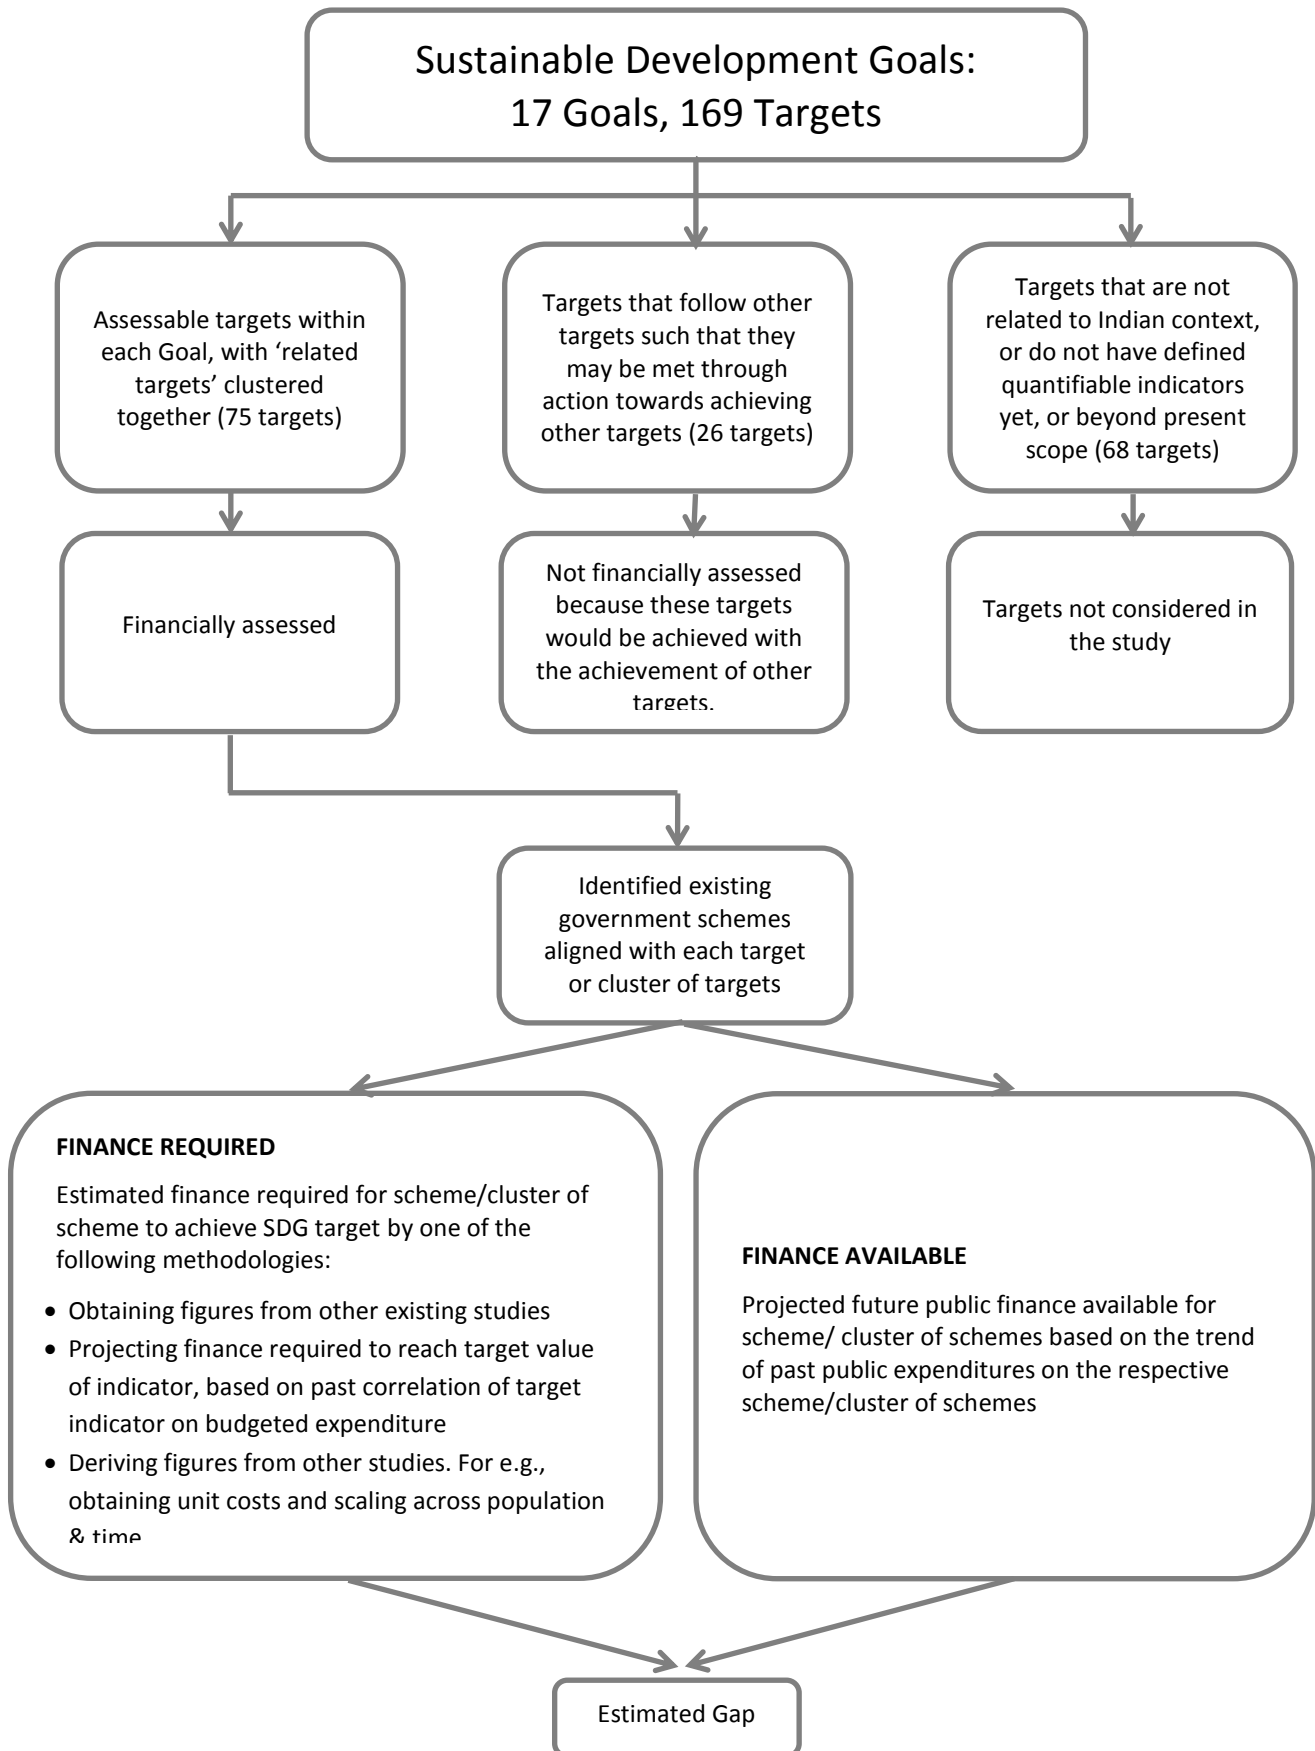 Sustainable Development Goals:
17 Goals, 169 Targets
Assessable targets within
each Goal, with ‘related
targets’ clustered
together (75 targets)
Targets that follow other
targets such that they
may be met through
action towards achieving
other targets (26 targets)
Targets that are not
related to Indian context,
or do not have defined
quantifiable indicators
yet, or beyond present
scope (68 targets)
Financially assessed
Not financially assessed
because these targets
would be achieved with
the achievement of other
targets.
Targets not considered in
the study
Identified existing
government schemes
aligned with each target
or cluster of targets
FINANCE REQUIRED
Estimated finance required for scheme/cluster of
scheme to achieve SDG target by one of the
following methodologies:
• Obtaining figures from other existing studies
• Projecting finance required to reach target value
of indicator, based on past correlation of target
indicator on budgeted expenditure
• Deriving figures from other studies. For e.g.,
obtaining unit costs and scaling across population
& time
FINANCE AVAILABLE
Projected future public finance available for
scheme/ cluster of schemes based on the trend
of past public expenditures on the respective
scheme/cluster of schemes
Estimated Gap